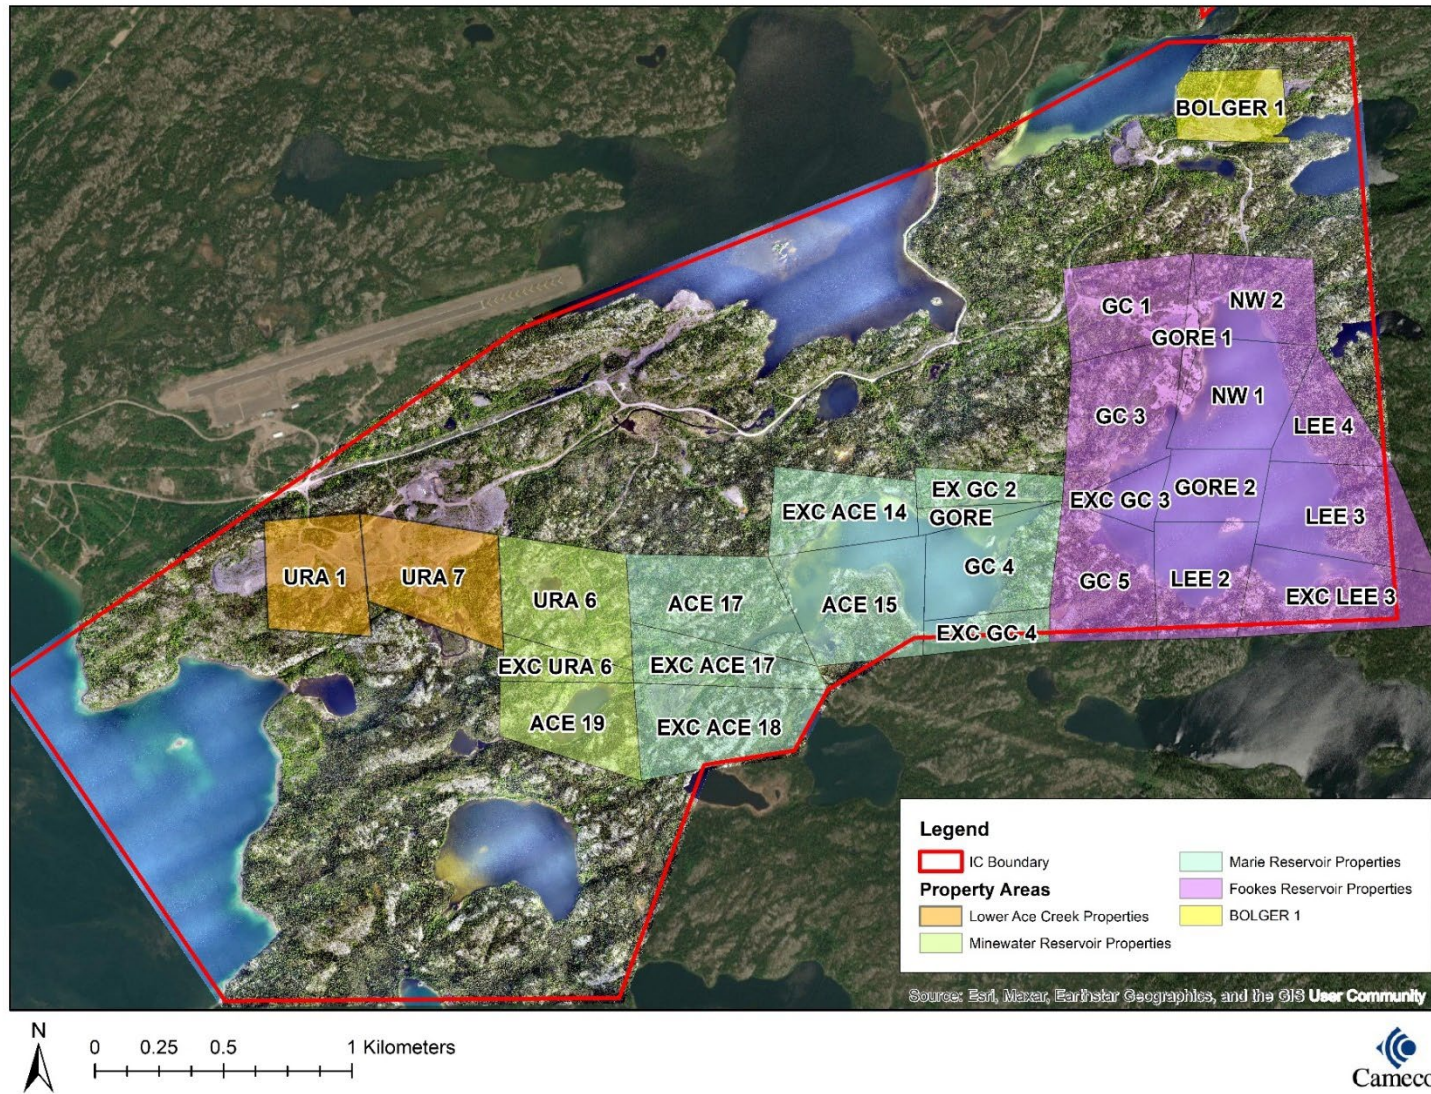 BOLGER 1
GC 1
NW 2
GORE 1
NW 1
GC 3
LEE 4
EX GC 2
EXC GC 3
GORE 2
EXC ACE 14
GORE
LEE 3
URA 1
URA 7
URA 6
ACE 17
ACE 15
GC 4
GC 5
LEE 2
EXC LEE 3
EXC GC 4
EXC URA 6
EXC ACE 17
ACE 19
EXC ACE 18
Legend
IC Boundary
Property Areas
Lower Ace Creek Properties
Minewater Reservoir Properties
Marie Reservoir Properties
Fookes Reservoir Properties
BOLGER 1
Source: Esri, Maxar, Earthstar Geographics, and the GIS User Community
N
0 0.25 0.5 1 Kilometers
Cameco